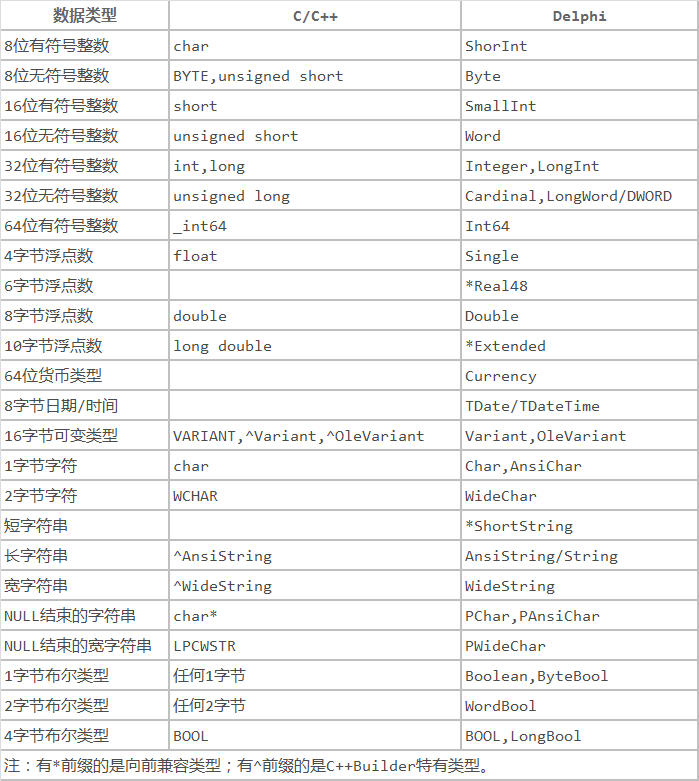 数据类型 C/C++ Delphi
8位有符号整数 char ShorInt
8位无符号整数 BYTE,unsigned short Byte
16位有符号整数 short SmallInt
16位无符号整数 unsigned short Word
32位有符号整数 int,long Integer,LongInt
32位无符号整数 unsigned long Cardinal,LongWord/DWORD
64位有符号整数 _int64 Int64
4字节浮点数 float Single
6字节浮点数 *Real48
8字节浮点数 double Double
10字节浮点数 long double *Extended
64位货币类型 Currency
8字节日期/时间 TDate/TDateTime
16字节可变类型 VARIANT,^Variant,^OleVariant Variant,OleVariant
1字节字符 char Char,AnsiChar
2字节字符 WCHAR WideChar
短字符串 *ShortString
长字符串 ^AnsiString AnsiString/String
宽字符串 ^WideString WideString
NULL结束的字符串 char* PChar,PAnsiChar
NULL结束的宽字符串 LPCWSTR PWideChar
1字节布尔类型 任何1字节 Boolean,ByteBool
2字节布尔类型 任何2字节 WordBool
4字节布尔类型 BOOL BOOL,LongBool
注：有*前缀的是向前兼容类型；有^前缀的是C++Builder特有类型。